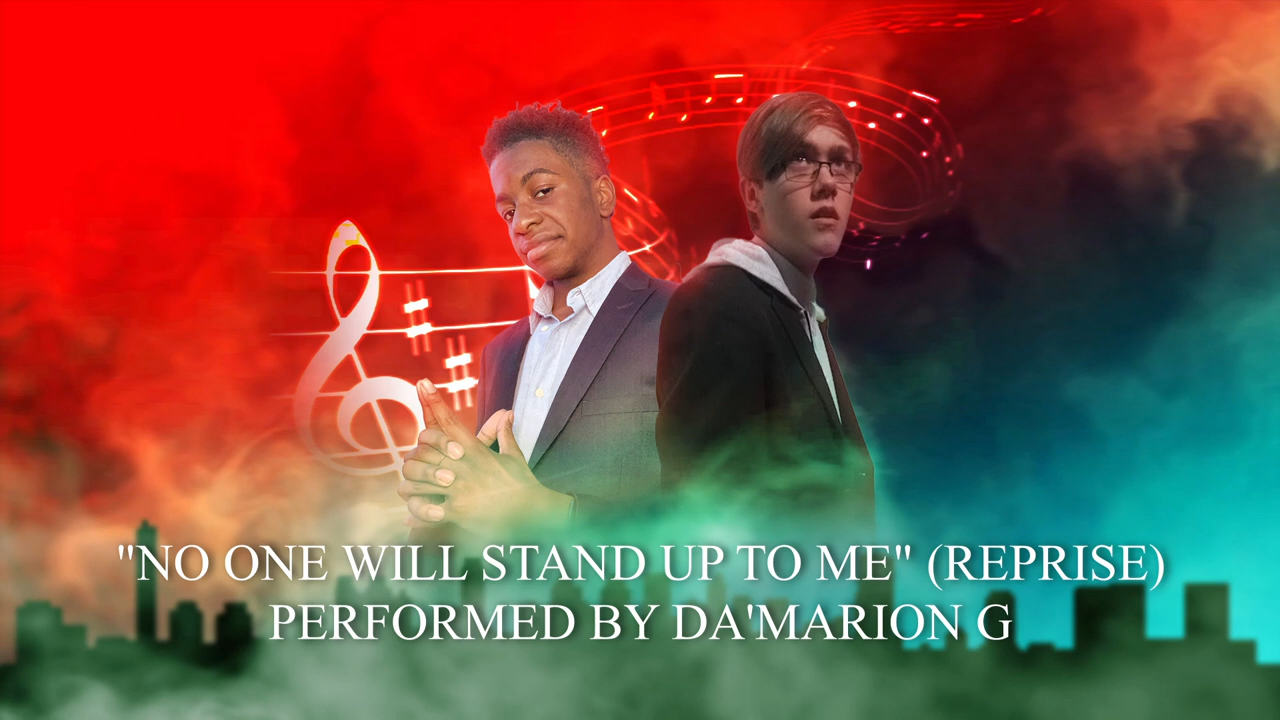 "NO ONE WILL STAND UP TO ME" (REPRISE)
PERFORMED BY DA'MARION G